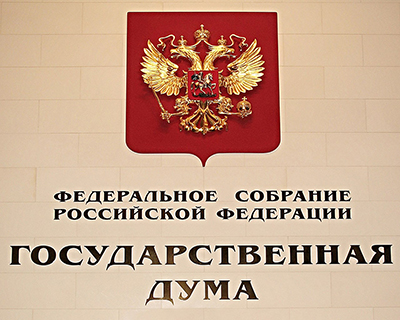 ФЕДЕРАЛЬНОЕ СОБРАНИЕ
РОССИЙСКОЙ ФЕДЕРАЦИИ
ГОСУДАРСТВЕННАЯ
ДУМА